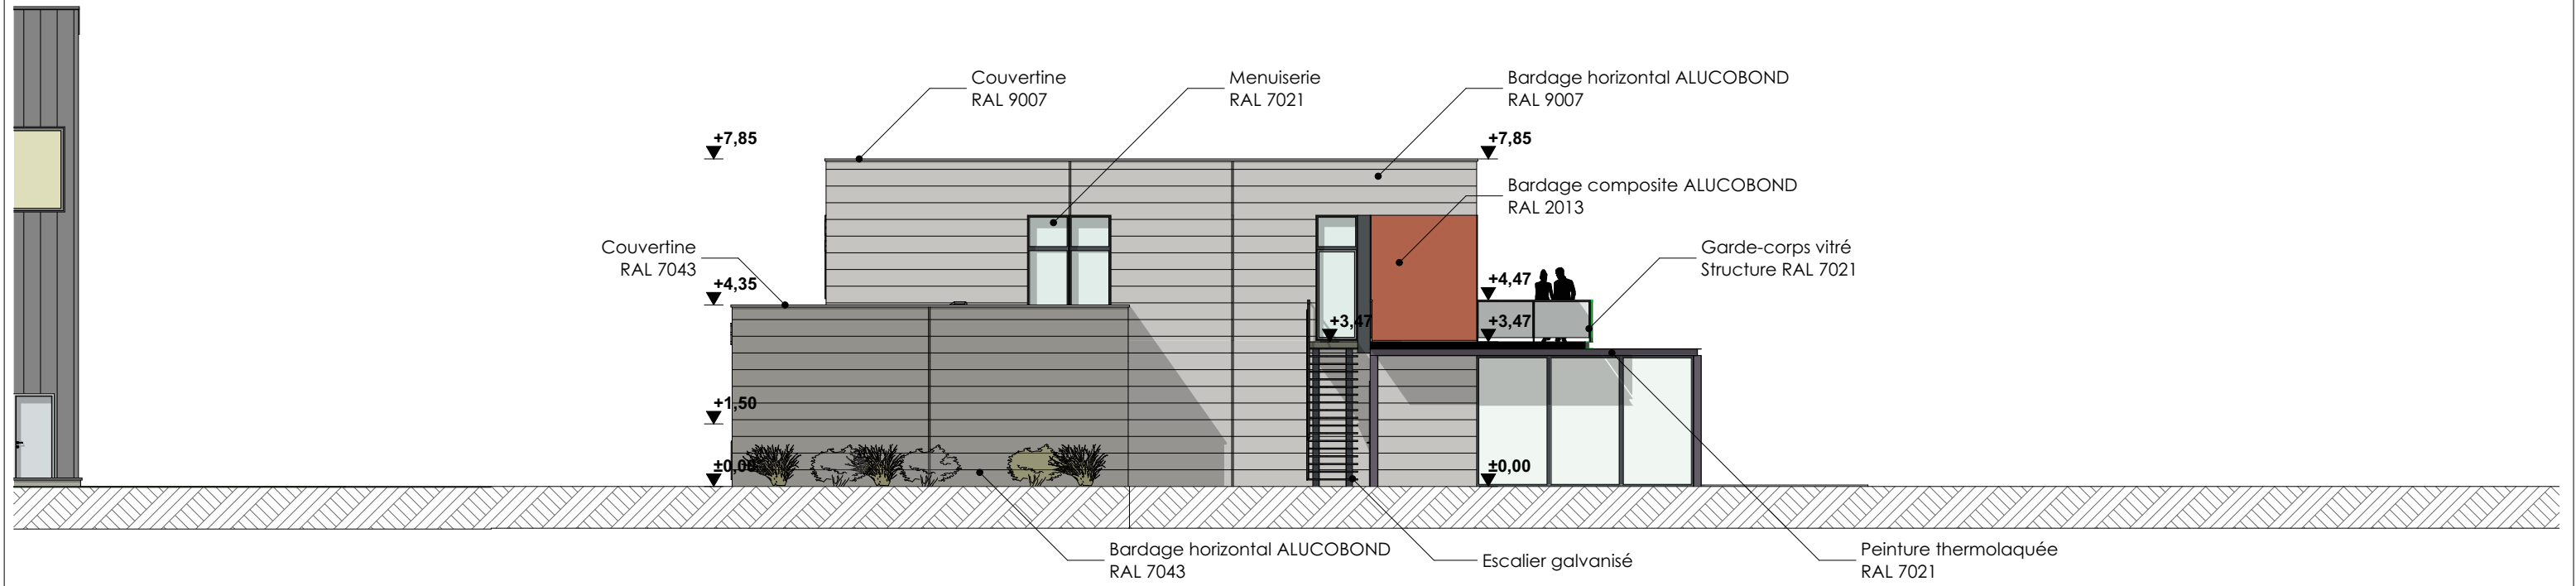 Couvertine
RAL 9007
Menuiserie
RAL 7021
Bardage horizontal ALUCOBOND
RAL 9007
+7,85
+7,85
Bardage composite ALUCOBOND
RAL 2013
Couvertine
RAL 7043
Garde-corps vitré
Structure RAL 7021
+4,35
+4,47
+3,47
+3,47
+1,50
±0,00
±0,00
Bardage horizontal ALUCOBOND
RAL 7043
Escalier galvanisé
Peinture thermolaquée
RAL 7021